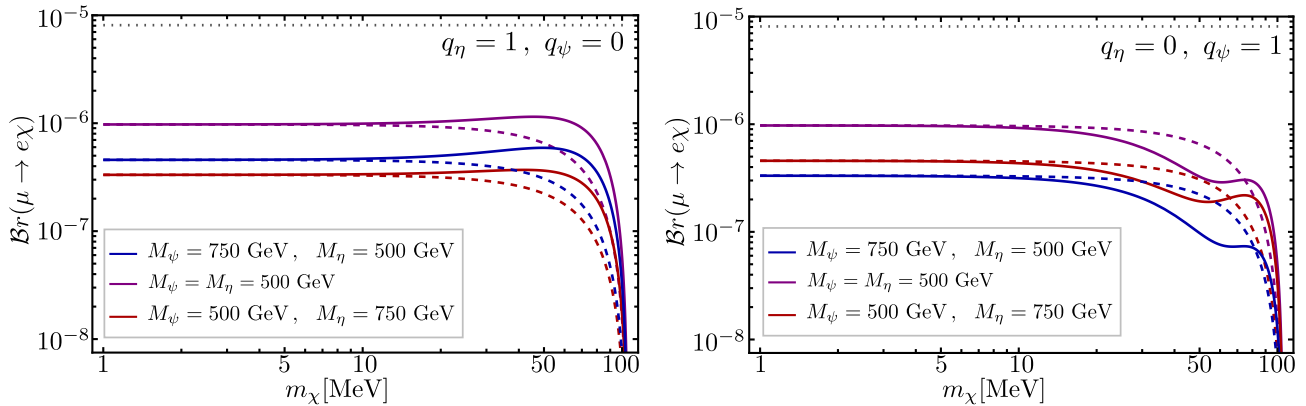 10⁻⁵
10⁻⁶
10⁻⁷
10⁻⁸
ℬr(μ → eχ)
q_η = 1 , q_ψ = 0
M_ψ = 750 GeV , M_η = 500 GeV
M_ψ = M_η = 500 GeV
M_ψ = 500 GeV , M_η = 750 GeV
1 5 10 50 100
m_χ[MeV]
10⁻⁵
10⁻⁶
10⁻⁷
10⁻⁸
ℬr(μ → eχ)
q_η = 0 , q_ψ = 1
M_ψ = 750 GeV , M_η = 500 GeV
M_ψ = M_η = 500 GeV
M_ψ = 500 GeV , M_η = 750 GeV
1 5 10 50 100
m_χ[MeV]